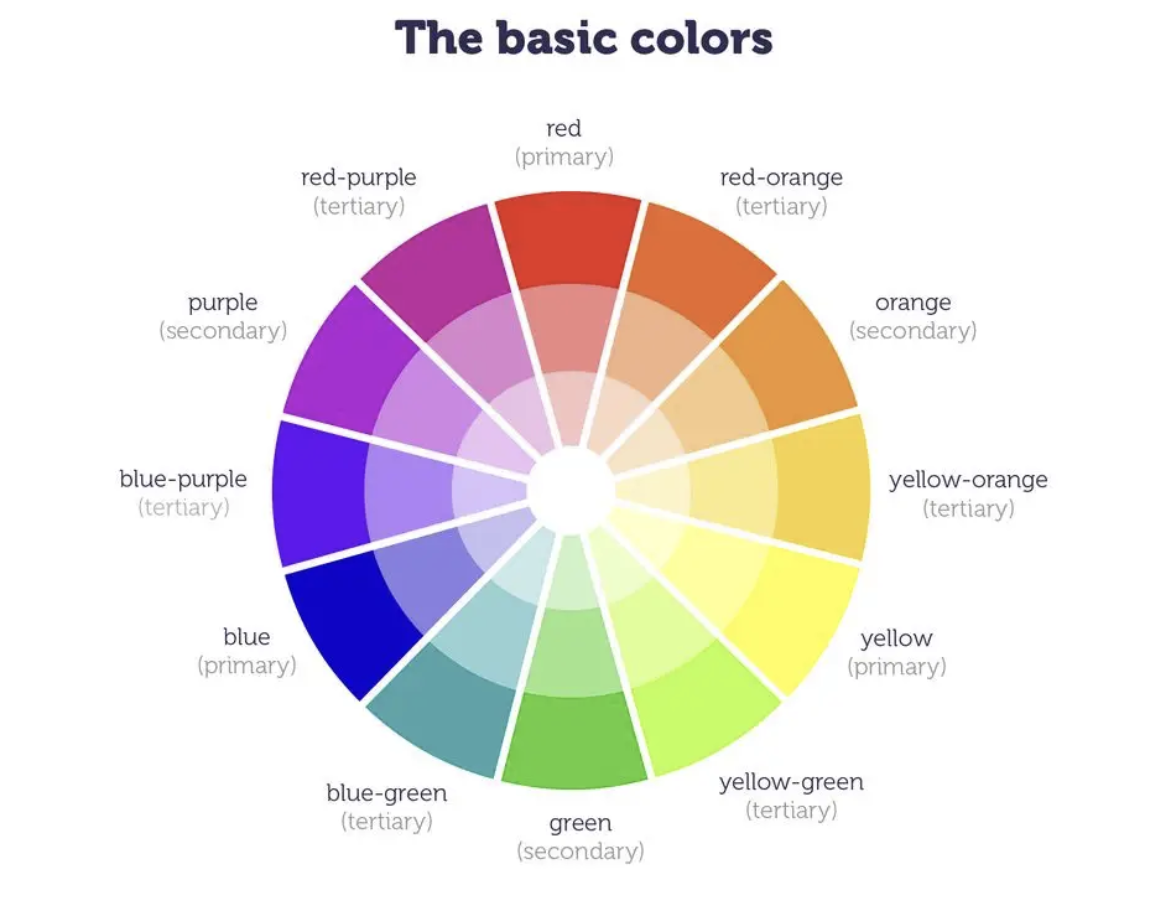 The basic colors
red
(primary)
red-orange
(tertiary)
orange
(secondary)
yellow-orange
(tertiary)
yellow
(primary)
yellow-green
(tertiary)
green
(secondary)
blue-green
(tertiary)
blue
(primary)
blue-purple
(tertiary)
purple
(secondary)
red-purple
(tertiary)